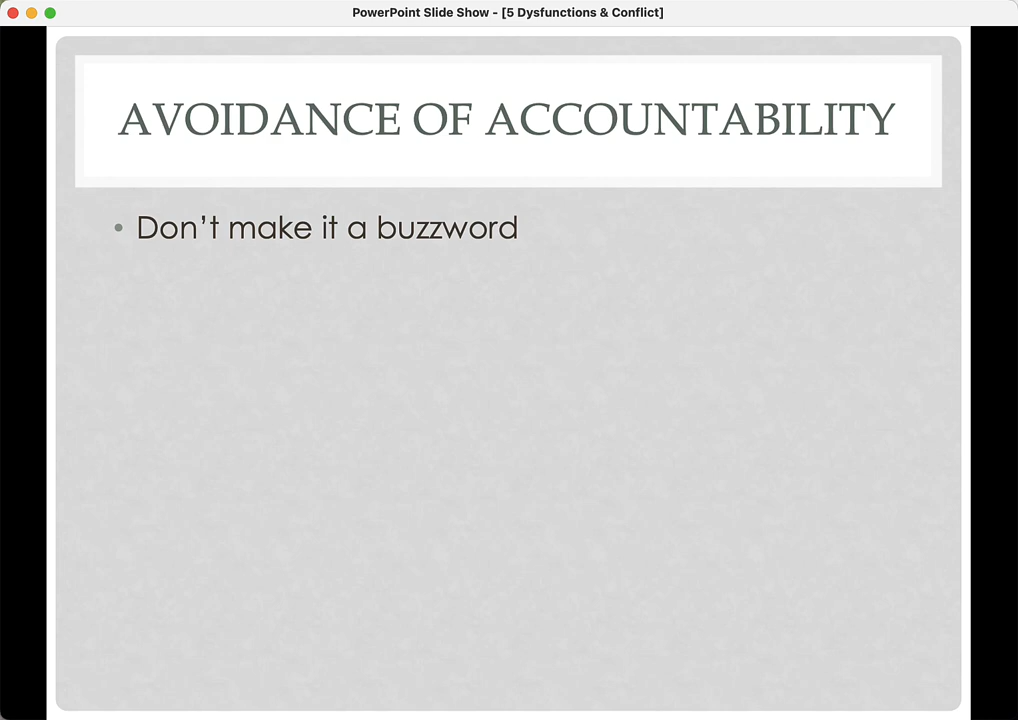 PowerPoint Slide Show - [5 Dysfunctions & Conflict]
AVOIDANCE OF ACCOUNTABILITY
• Don’t make it a buzzword